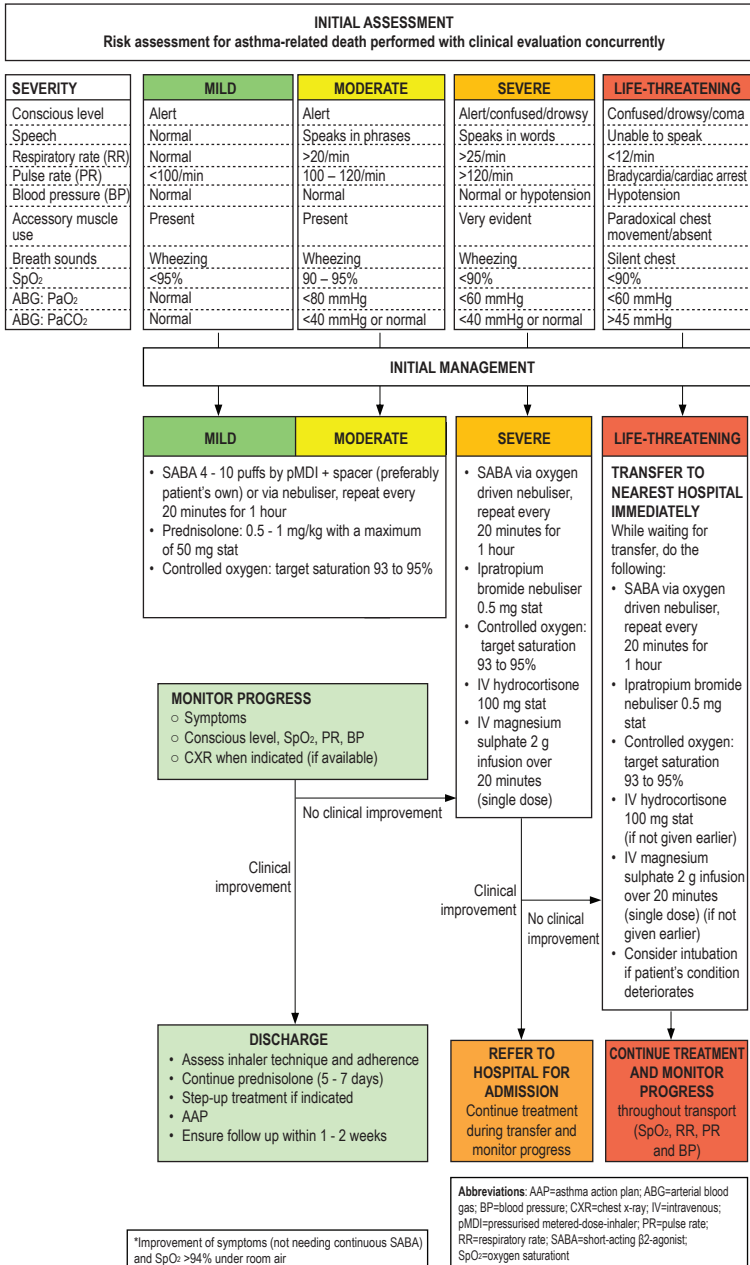 INITIAL ASSESSMENT
Risk assessment for asthma-related death performed with clinical evaluation concurrently
SEVERITY MILD MODERATE SEVERE LIFE-THREATENING
Conscious level Alert Alert Alert/confused/drowsy Confused/drowsy/coma
Speech Normal Speaks in phrases Speaks in words Unable to speak
Respiratory rate (RR) Normal >20/min >25/min <12/min
Pulse rate (PR) <100/min 100 – 120/min >120/min Bradycardia/cardiac arrest
Blood pressure (BP) Normal Normal Normal or hypotension Hypotension
Accessory muscle Present Present Very evident Paradoxical chest
use movement/absent
Breath sounds Wheezing Wheezing Wheezing Silent chest
SpO₂ <95% 90 – 95% <90% <90%
ABG: PaO₂ Normal <80 mmHg <60 mmHg <60 mmHg
ABG: PaCO₂ Normal <40 mmHg or normal <40 mmHg or normal >45 mmHg
INITIAL MANAGEMENT
MILD MODERATE
• SABA 4 - 10 puffs by pMDI + spacer (preferably
patient's own) or via nebuliser, repeat every
20 minutes for 1 hour
• Prednisolone: 0.5 - 1 mg/kg with a maximum
of 50 mg stat
• Controlled oxygen: target saturation 93 to 95%
SEVERE
• SABA via oxygen
driven nebuliser,
repeat every
20 minutes for
1 hour
• Ipratropium
bromide nebuliser
0.5 mg stat
• Controlled oxygen:
target saturation
93 to 95%
• IV hydrocortisone
100 mg stat
• IV magnesium
sulphate 2 g
infusion over
20 minutes
(single dose)
LIFE-THREATENING
TRANSFER TO
NEAREST HOSPITAL
IMMEDIATELY
While waiting for
transfer, do the
following:
• SABA via oxygen
driven nebuliser,
repeat every
20 minutes for
1 hour
• Ipratropium bromide
nebuliser 0.5 mg
stat
• Controlled oxygen:
target saturation
93 to 95%
• IV hydrocortisone
100 mg stat
(if not given earlier)
• IV magnesium
sulphate 2 g infusion
over 20 minutes
(single dose) (if not
given earlier)
• Consider intubation
if patient's condition
deteriorates
MONITOR PROGRESS
○ Symptoms
○ Conscious level, SpO₂, PR, BP
○ CXR when indicated (if available)
No clinical improvement
Clinical
improvement
Clinical
improvement
No clinical
improvement
DISCHARGE
• Assess inhaler technique and adherence
• Continue prednisolone (5 - 7 days)
• Step-up treatment if indicated
• AAP
• Ensure follow up within 1 - 2 weeks
REFER TO
HOSPITAL FOR
ADMISSION
Continue treatment
during transfer and
monitor progress
CONTINUE TREATMENT
AND MONITOR
PROGRESS
throughout transport
(SpO₂, RR, PR
and BP)
*Improvement of symptoms (not needing continuous SABA)
and SpO₂ >94% under room air
Abbreviations: AAP=asthma action plan; ABG=arterial blood
gas; BP=blood pressure; CXR=chest x-ray; IV=intravenous;
pMDI=pressurised metered-dose-inhaler; PR=pulse rate;
RR=respiratory rate; SABA=short-acting β2-agonist;
SpO₂=oxygen saturationt